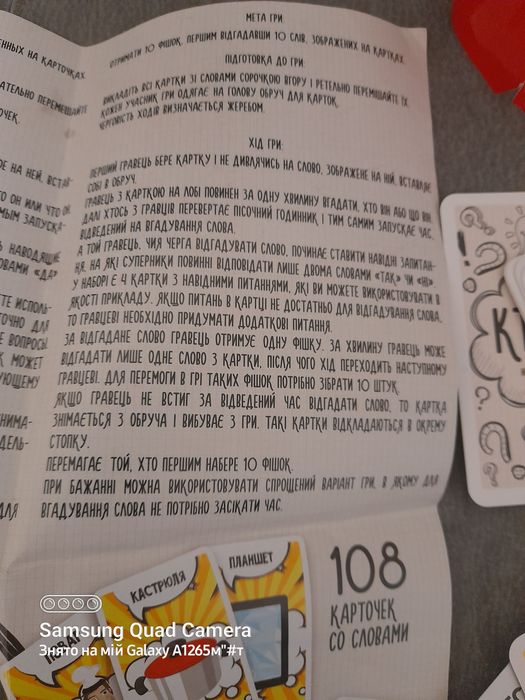 МЕТА ГРИ
ОТРИМАТИ 10 ФІШОК, ПЕРШИМ ВІДГАДАВШИ 10 СЛІВ, ЗОБРАЖЕНИХ НА КАРТКАХ.
ПІДГОТОВКА ДО ГРИ:
ВИКЛАДІТЬ ВСІ КАРТКИ ЗІ СЛОВАМИ СОРОЧКОЮ ВГОРУ І РЕТЕЛЬНО ПЕРЕМІШАЙТЕ ЇХ.
КОЖЕН УЧАСНИК ГРИ ОДЯГАЄ НА ГОЛОВУ ОБРУЧ ДЛЯ КАРТОК.
ЧЕРГОВІСТЬ ХОДІВ ВИЗНАЧАЄТЬСЯ ЖЕРЕБОМ.
ХІД ГРИ:
ПЕРШИЙ ГРАВЕЦЬ БЕРЕ КАРТКУ І НЕ ДИВЛЯЧИСЬ НА СЛОВО, ЗОБРАЖЕНЕ НА НІЙ, ВСТАВЛЯЄ
СОБІ В ОБРУЧ.
ГРАВЕЦЬ З КАРТКОЮ НА ЛОБІ ПОВИНЕН ЗА ОДНУ ХВИЛИНУ ВГАДАТИ, ХТО ВІН АБО ЩО ВІН.
ДАЛІ ХТОСЬ З ГРАВЦІВ ПЕРЕВЕРТАЄ ПІСОЧНИЙ ГОДИННИК І ТИМ САМИМ ЗАПУСКАЄ ЧАС,
ВІДВЕДЕНИЙ НА ВГАДУВАННЯ СЛОВА.
А ТОЙ ГРАВЕЦЬ, ЧИЯ ЧЕРГА ВІДГАДУВАТИ СЛОВО, ПОЧИНАЄ СТАВИТИ НАВІДНІ ЗАПИТАН-
НЯ, НА ЯКІ СУПЕРНИКИ ПОВИННІ ВІДПОВІДАТИ ЛИШЕ ДВОМА СЛОВАМИ «ТАК» ЧИ «НІ».
У НАБОРІ Є 4 КАРТКИ З НАВІДНИМИ ПИТАННЯМИ, ЯКІ ВИ МОЖЕТЕ ВИКОРИСТОВУВАТИ В
ЯКОСТІ ПРИКЛАДУ, ЯКЩО ПИТАНЬ В КАРТЦІ НЕ ДОСТАТНЬО ДЛЯ ВІДГАДУВАННЯ СЛОВА,
ТО ГРАВЦЕВІ НЕОБХІДНО ПРИДУМАТИ ДОДАТКОВІ ПИТАННЯ.
ЗА ВІДГАДАНЕ СЛОВО ГРАВЕЦЬ ОТРИМУЄ ОДНУ ФІШКУ. ЗА ХВИЛИНУ ГРАВЕЦЬ МОЖЕ
ВІДГАДАТИ ЛИШЕ ОДНЕ СЛОВО З КАРТКИ, ПІСЛЯ ЧОГО ХІД ПЕРЕХОДИТЬ НАСТУПНОМУ
ГРАВЦЕВІ. ДЛЯ ПЕРЕМОГИ В ГРІ ТАКИХ ФІШОК ПОТРІБНО ЗІБРАТИ 10 ШТУК.
ЯКЩО ГРАВЕЦЬ НЕ ВСТИГ ЗА ВІДВЕДЕНИЙ ЧАС ВІДГАДАТИ СЛОВО, ТО КАРТКА
ЗНІМАЄТЬСЯ З ОБРУЧА І ВИБУВАЄ З ГРИ. ТАКІ КАРТКИ ВІДКЛАДАЮТЬСЯ В ОКРЕМУ
СТОПКУ.
ПЕРЕМАГАЄ ТОЙ, ХТО ПЕРШИМ НАБЕРЕ 10 ФІШОК.
ПРИ БАЖАННІ МОЖНА ВИКОРИСТОВУВАТИ СПРОЩЕНИЙ ВАРІАНТ ГРИ, В ЯКОМУ ДЛЯ
ВГАДУВАННЯ СЛОВА НЕ ПОТРІБНО ЗАСІКАТИ ЧАС.
КАСТРЮЛЯ
ПЛАНШЕТ
108
КАРТОЧЕК
СО СЛОВАМИ
Samsung Quad Camera
Знято на мій Galaxy A1265м"#т